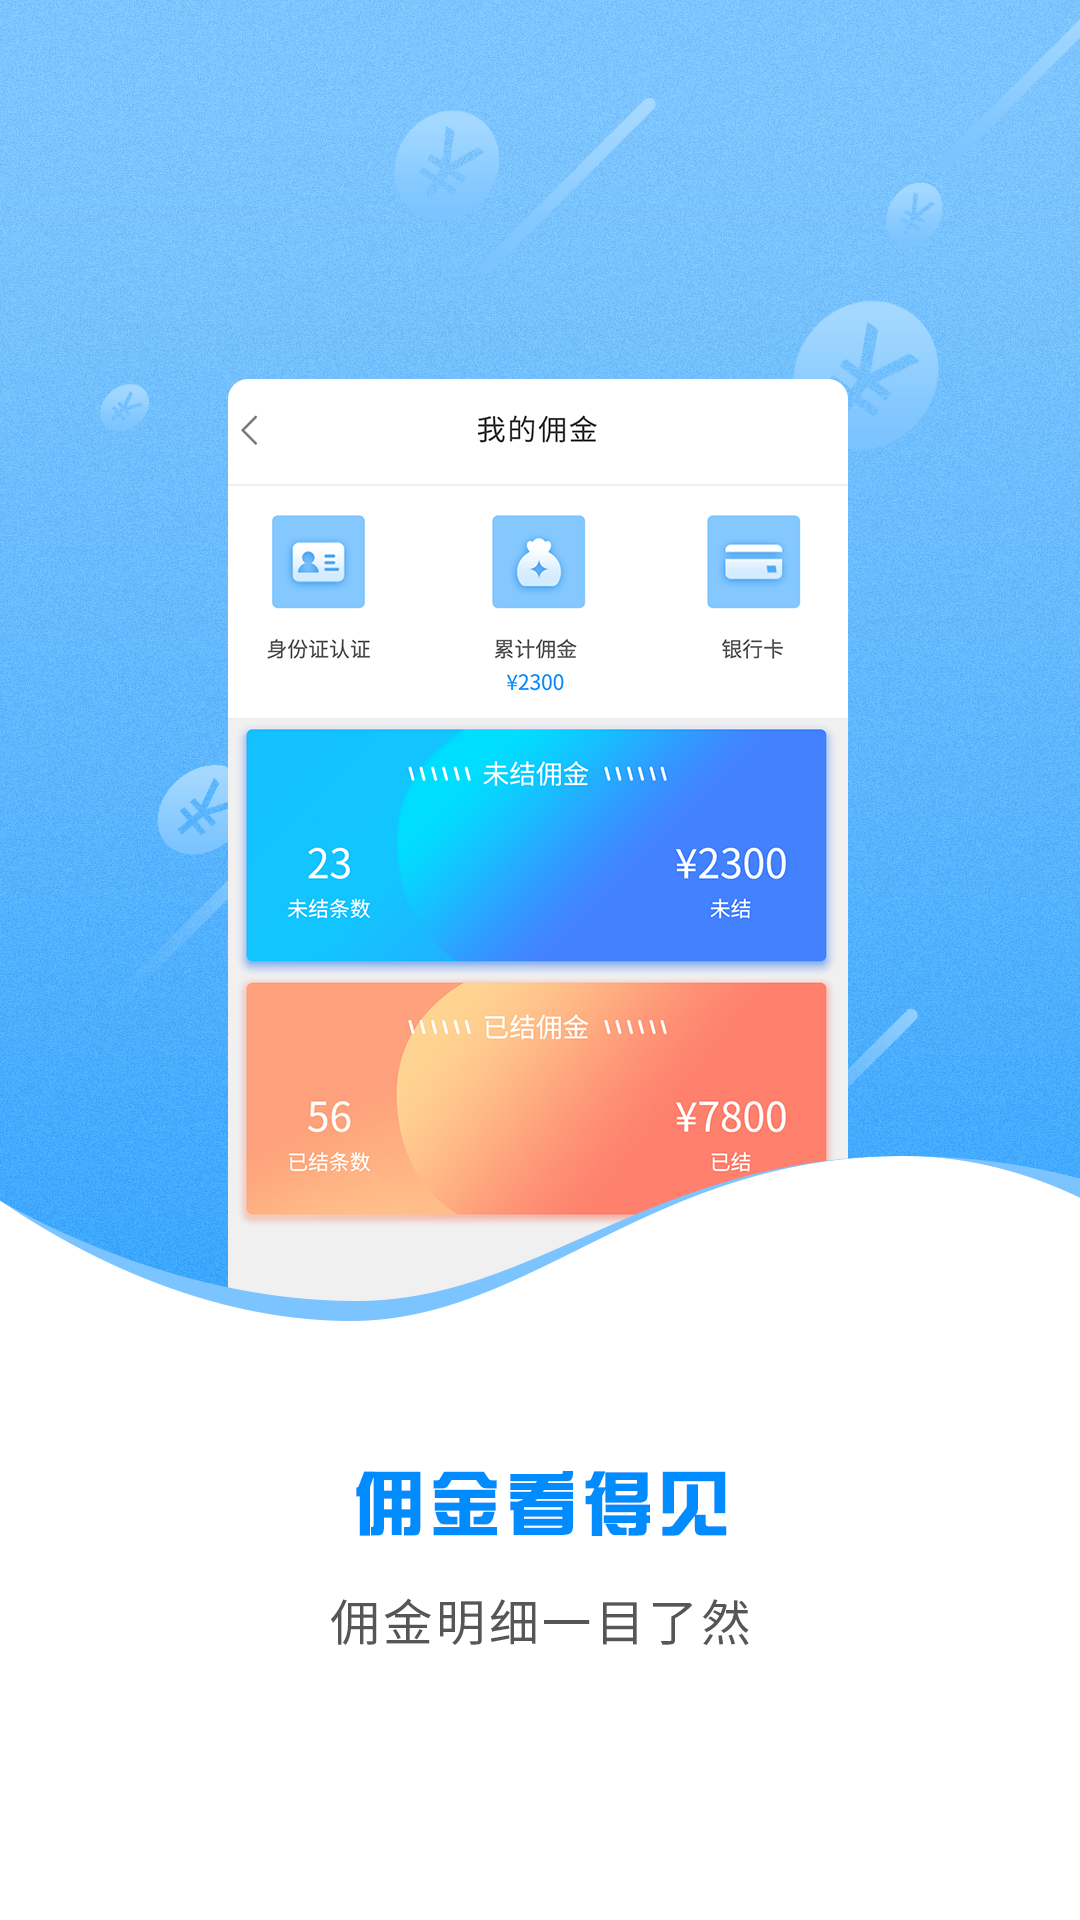 我的佣金
身份证认证 累计佣金 银行卡
¥2300
未结佣金
23 ¥2300
未结条数 未结
已结佣金
56 ¥7800
已结条数 已结
佣金看得见
佣金明细一目了然